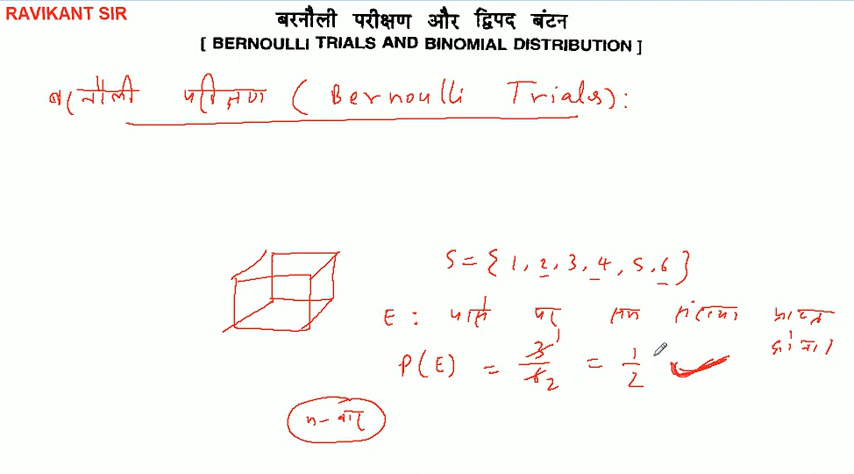 RAVIKANT SIR
बरनौली परीक्षण और द्विपद बंटन
[ BERNOULLI TRIALS AND BINOMIAL DISTRIBUTION ]
बरनौली परिक्षण ( Bernoulli Trials ) :
S = { 1, 2, 3, 4, 5, 6 }
E : पासे पर सम संख्या प्राप्त
होना ।
P(E) = 3/6 = 1/2
n - बार